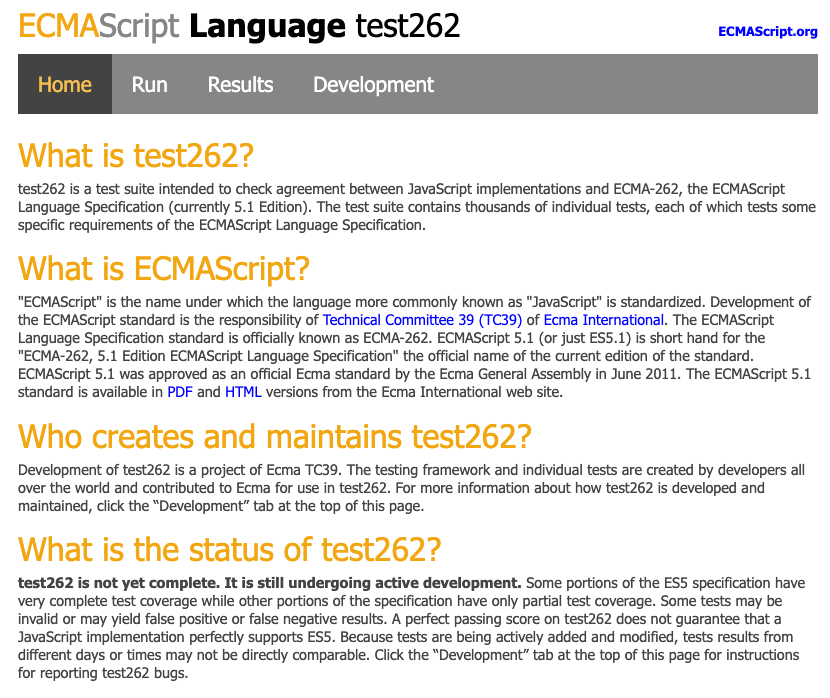 ECMAScript Language test262
ECMAScript.org
Home Run Results Development
What is test262?
test262 is a test suite intended to check agreement between JavaScript implementations and ECMA-262, the ECMAScript
Language Specification (currently 5.1 Edition). The test suite contains thousands of individual tests, each of which tests some
specific requirements of the ECMAScript Language Specification.
What is ECMAScript?
"ECMAScript" is the name under which the language more commonly known as "JavaScript" is standardized. Development of
the ECMAScript standard is the responsibility of Technical Committee 39 (TC39) of Ecma International. The ECMAScript
Language Specification standard is officially known as ECMA-262. ECMAScript 5.1 (or just ES5.1) is short hand for the
"ECMA-262, 5.1 Edition ECMAScript Language Specification" the official name of the current edition of the standard.
ECMAScript 5.1 was approved as an official Ecma standard by the Ecma General Assembly in June 2011. The ECMAScript 5.1
standard is available in PDF and HTML versions from the Ecma International web site.
Who creates and maintains test262?
Development of test262 is a project of Ecma TC39. The testing framework and individual tests are created by developers all
over the world and contributed to Ecma for use in test262. For more information about how test262 is developed and
maintained, click the “Development” tab at the top of this page.
What is the status of test262?
test262 is not yet complete. It is still undergoing active development. Some portions of the ES5 specification have
very complete test coverage while other portions of the specification have only partial test coverage. Some tests may be
invalid or may yield false positive or false negative results. A perfect passing score on test262 does not guarantee that a
JavaScript implementation perfectly supports ES5. Because tests are being actively added and modified, tests results from
different days or times may not be directly comparable. Click the “Development” tab at the top of this page for instructions
for reporting test262 bugs.